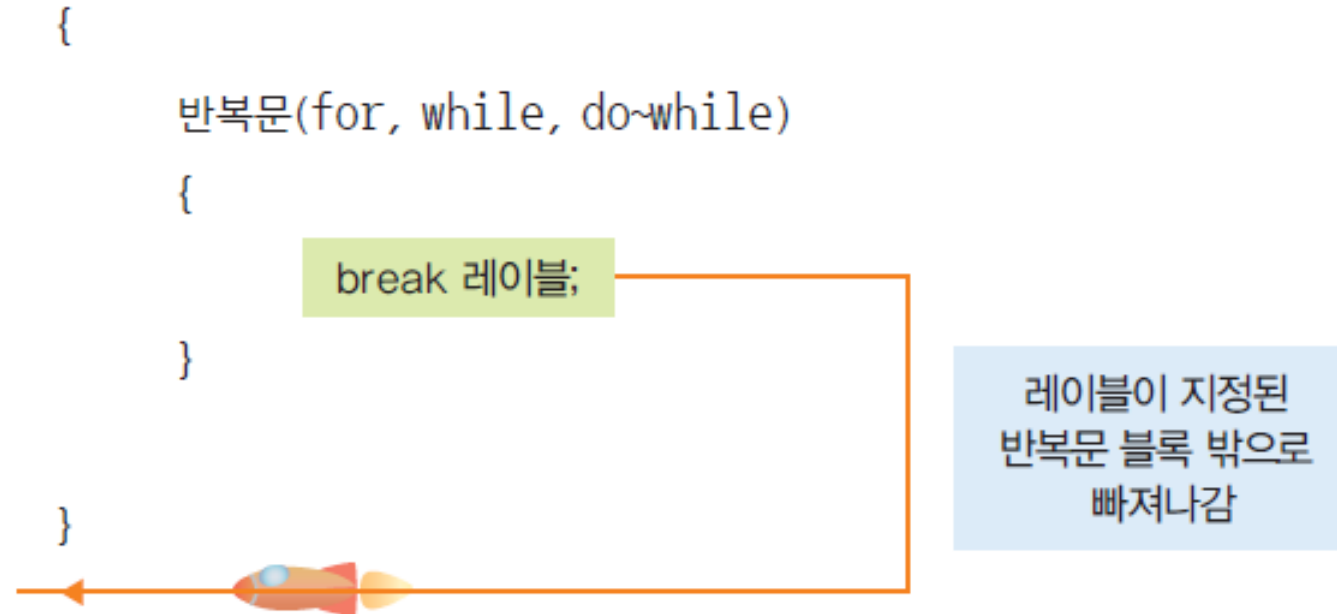 {
반복문(for, while, do~while)
{
break 레이블;
}
레이블이 지정된
반복문 블록 밖으로
빠져나감
}